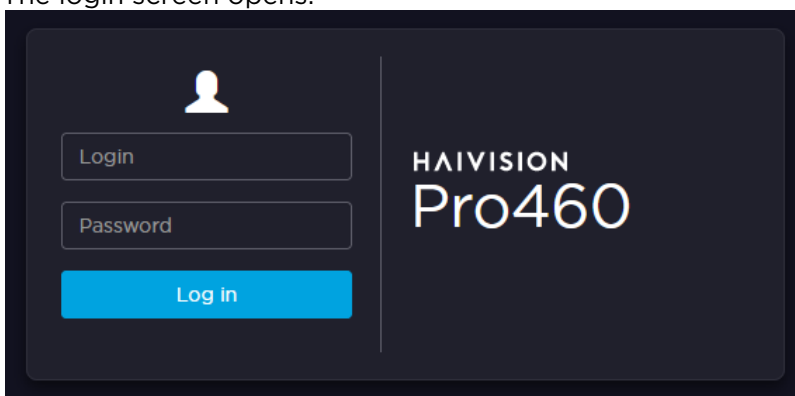 The login screen opens:
Login
Password
Log in
HAIVISION
Pro460